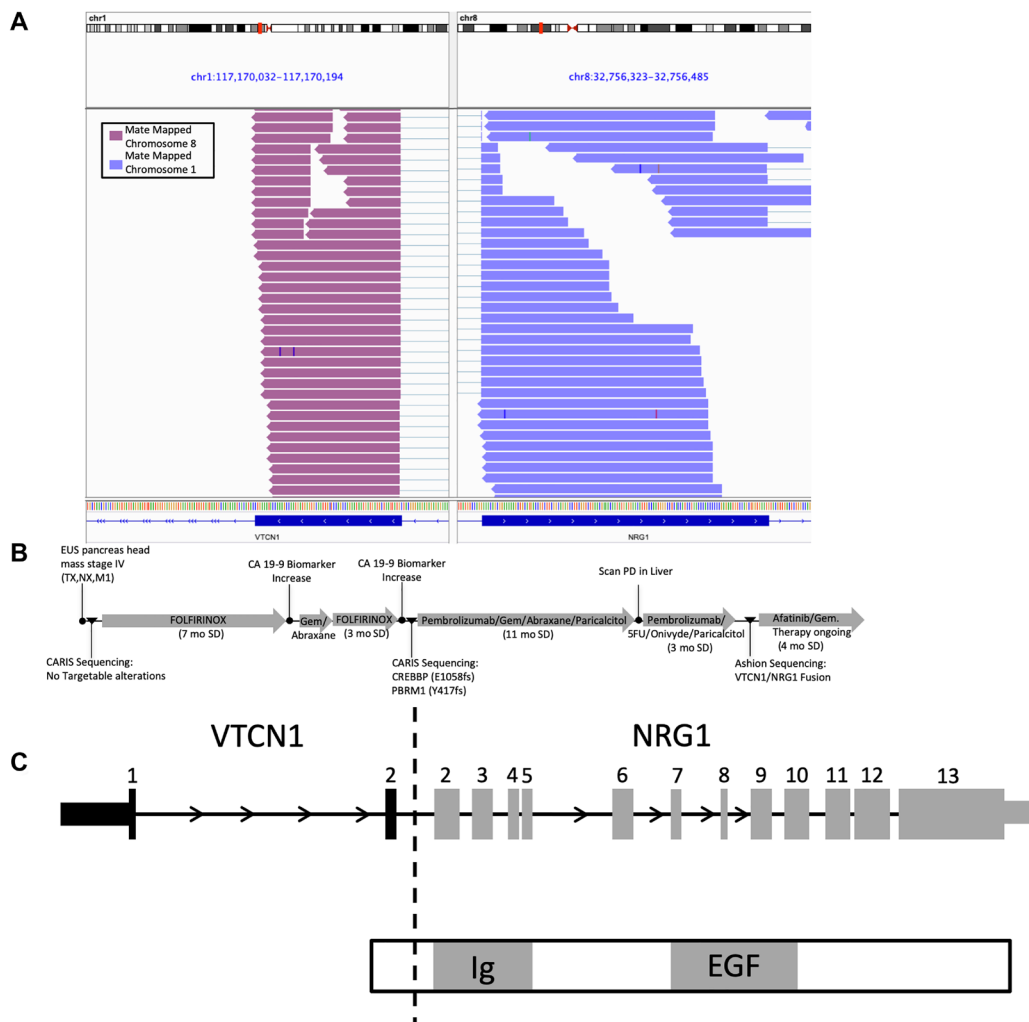 A
chr1
chr8
chr1:117,170,032-117,170,194
chr8:32,756,323-32,756,485
Mate Mapped
Chromosome 8
Mate Mapped
Chromosome 1
VTCN1
NRG1
B
EUS pancreas head
mass stage IV
(TX,NX,M1)
CA 19-9 Biomarker
Increase
CA 19-9 Biomarker
Increase
Scan PD in Liver
FOLFIRINOX
(7 mo SD)
Gem/
Abraxane
FOLFIRINOX
(3 mo SD)
Pembrolizumab/Gem/Abraxane/Paricalcitol
(11 mo SD)
Pembrolizumab/
5FU/Onivyde/Paricalcitol
(3 mo SD)
Afatinib/Gem.
Therapy ongoing
(4 mo SD)
CARIS Sequencing:
No Targetable alterations
CARIS Sequencing:
CREBBP (E1058fs)
PBRM1 (Y417fs)
Ashion Sequencing:
VTCN1/NRG1 Fusion
VTCN1
NRG1
C
1 2 2 3 4 5 6 7 8 9 10 11 12 13
Ig
EGF